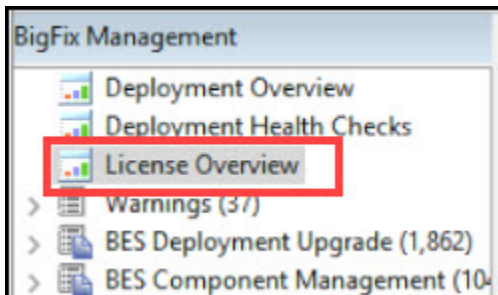 BigFix Management
Deployment Overview
Deployment Health Checks
License Overview
Warnings (37)
BES Deployment Upgrade (1,862)
BES Component Management